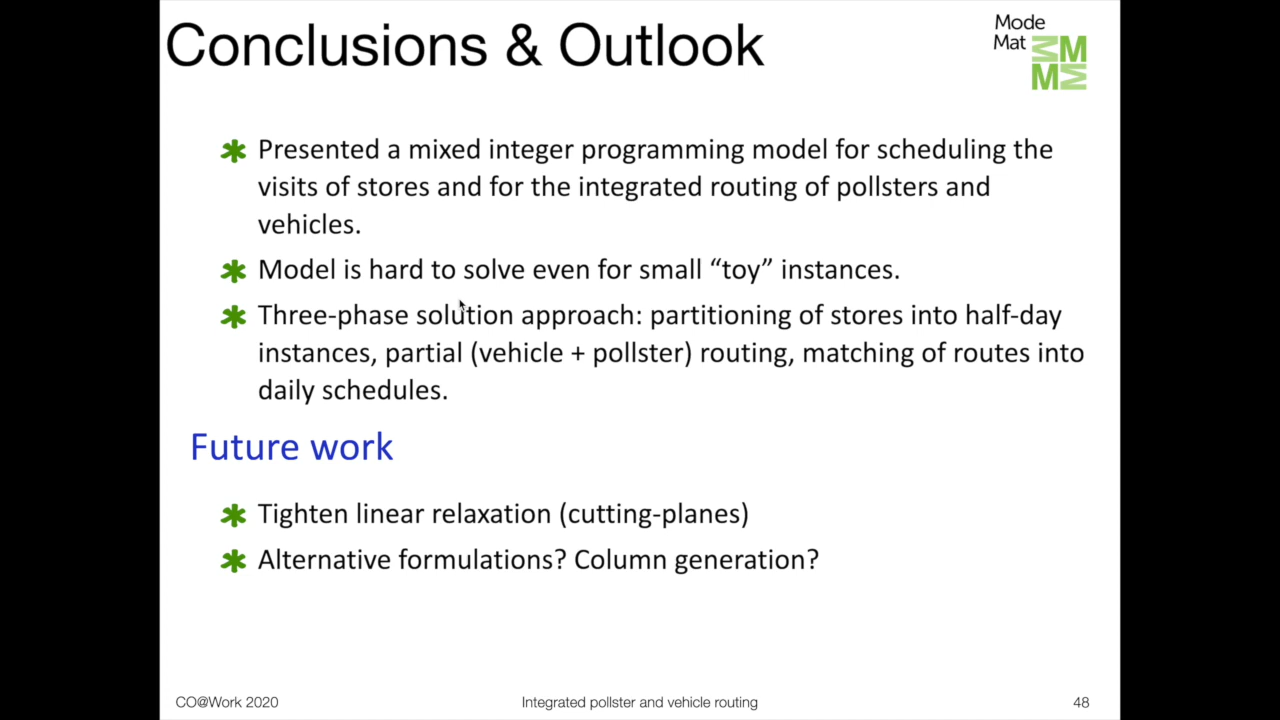 Conclusions & Outlook
Mode
Mat
M
M
Presented a mixed integer programming model for scheduling the
visits of stores and for the integrated routing of pollsters and
vehicles.
Model is hard to solve even for small “toy” instances.
Three-phase solution approach: partitioning of stores into half-day
instances, partial (vehicle + pollster) routing, matching of routes into
daily schedules.
Future work
Tighten linear relaxation (cutting-planes)
Alternative formulations? Column generation?
CO@Work 2020
Integrated pollster and vehicle routing
48